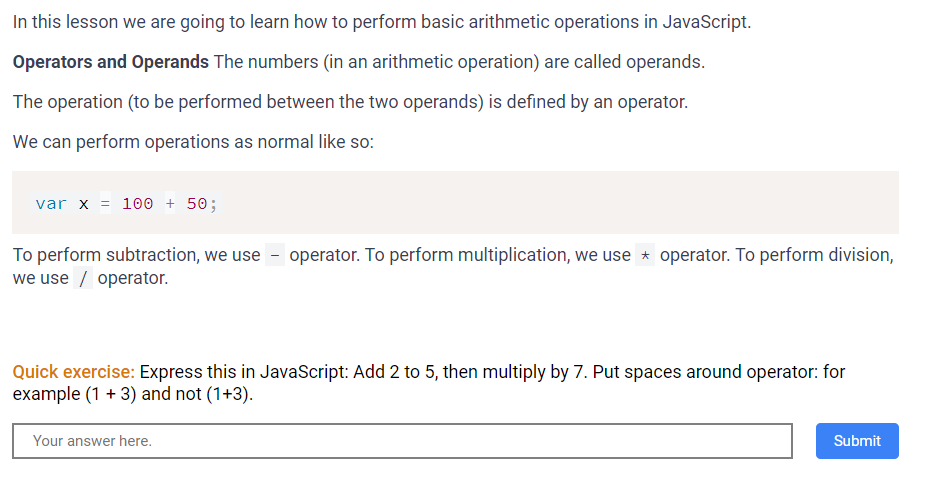 In this lesson we are going to learn how to perform basic arithmetic operations in JavaScript.
Operators and Operands The numbers (in an arithmetic operation) are called operands.
The operation (to be performed between the two operands) is defined by an operator.
We can perform operations as normal like so:
var x = 100 + 50;
To perform subtraction, we use - operator. To perform multiplication, we use * operator. To perform division,
we use / operator.
Quick exercise: Express this in JavaScript: Add 2 to 5, then multiply by 7. Put spaces around operator: for
example (1 + 3) and not (1+3).
Your answer here.
Submit